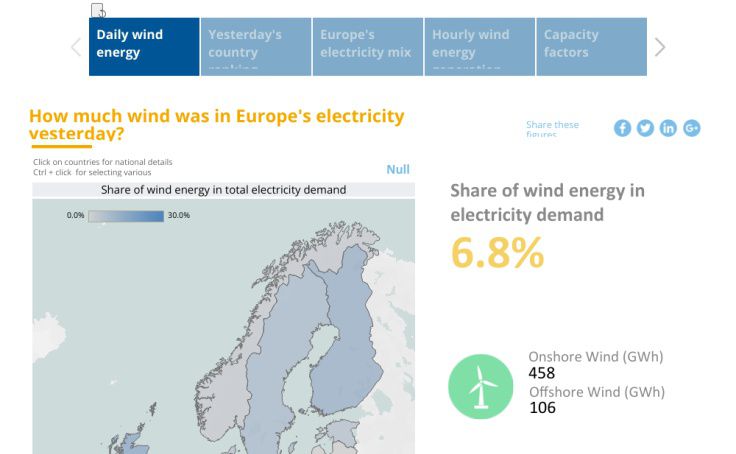 Daily wind
energy
Yesterday's
country
ranking
Europe's
electricity mix
Hourly wind
energy
generation
Capacity
factors
How much wind was in Europe's electricity
yesterday?
Share these
figures
Click on countries for national details
Ctrl + click for selecting various
Null
Share of wind energy in total electricity demand
0.0% 30.0%
Share of wind energy in
electricity demand
6.8%
Onshore Wind (GWh)
458
Offshore Wind (GWh)
106